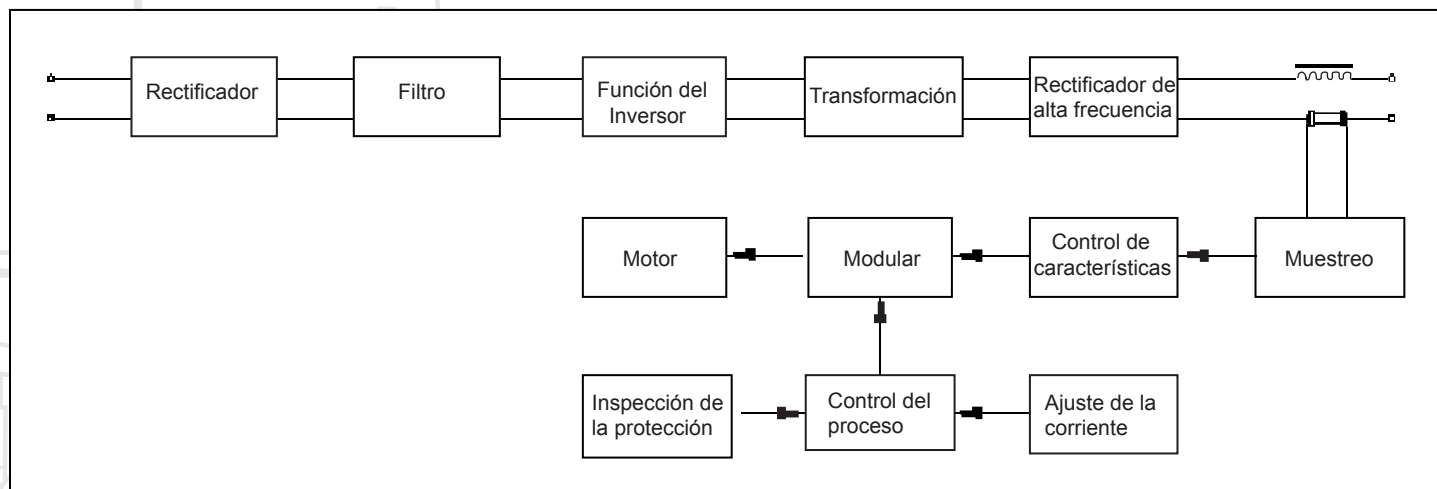 Rectificador
Filtro
Función del
Inversor
Transformación
Rectificador de
alta frecuencia
Motor
Modular
Control de
características
Muestreo
Inspección de
la protección
Control del
proceso
Ajuste de la
corriente